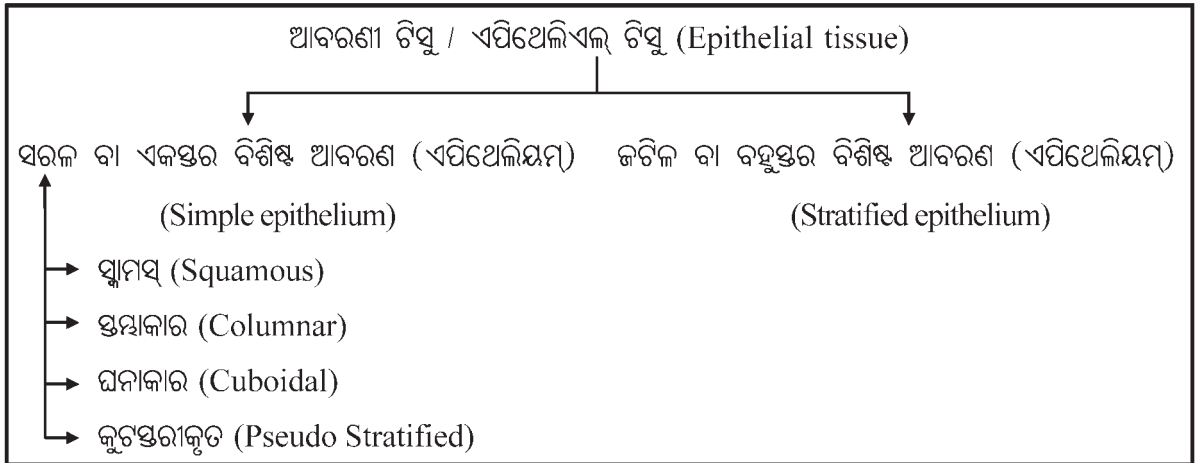 ଆବରଣୀ ଟିସୁ / ଏପିଥେଲିଏଲ୍ ଟିସୁ (Epithelial tissue)
ସରଳ ବା ଏକସ୍ତର ବିଶିଷ୍ଟ ଆବରଣ (ଏପିଥେଲିୟମ୍) ଜଟିଳ ବା ବହୁସ୍ତର ବିଶିଷ୍ଟ ଆବରଣ (ଏପିଥେଲିୟମ୍)
(Simple epithelium) (Stratified epithelium)
ସ୍କାମସ୍ (Squamous)
ସ୍ତମ୍ଭାକାର (Columnar)
ଘନାକାର (Cuboidal)
କୁଟସ୍ତରୀକୃତ (Pseudo Stratified)